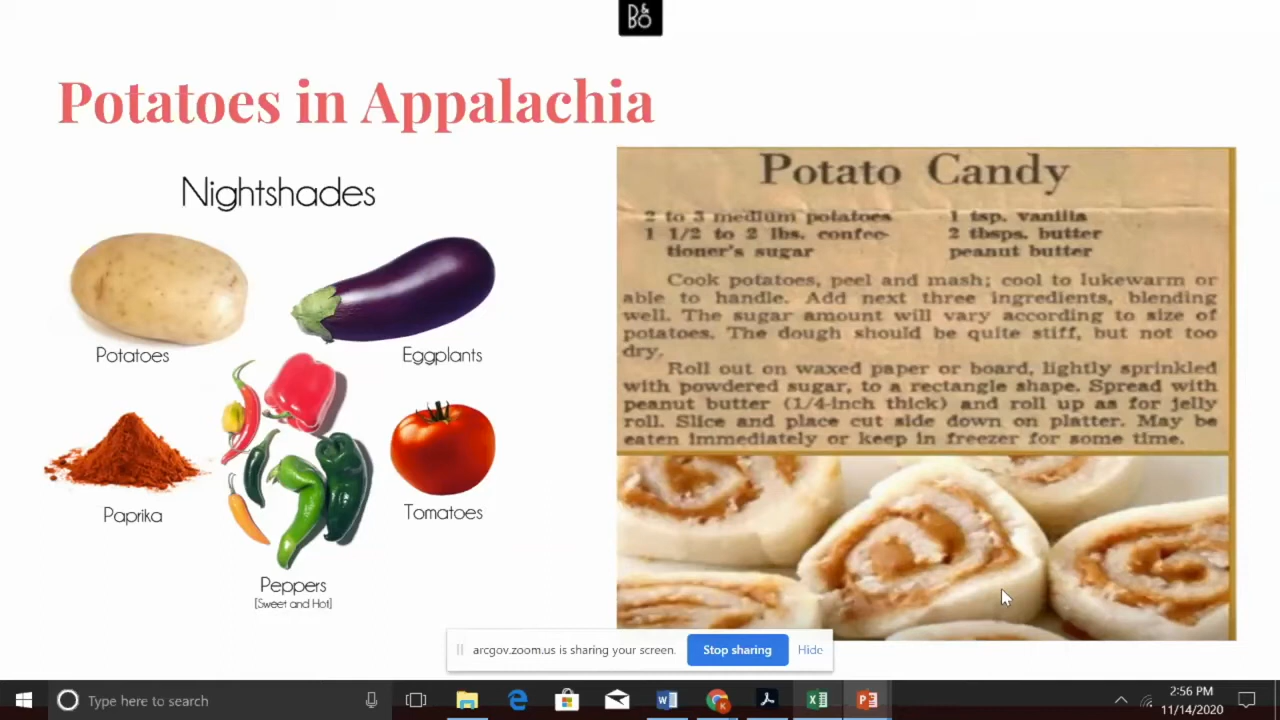 B&O
Potatoes in Appalachia
Nightshades
Potatoes
Eggplants
Paprika
Tomatoes
Peppers
[Sweet and Hot]
Potato Candy
2 to 3 medium potatoes
1 1/2 to 2 lbs. confec-
tioner's sugar
1 tsp. vanilla
2 tbsps. butter
peanut butter
Cook potatoes, peel and mash; cool to lukewarm or
able to handle. Add next three ingredients, blending
well. The sugar amount will vary according to size of
potatoes. The dough should be quite stiff, but not too
dry.
Roll out on waxed paper or board, lightly sprinkled
with powdered sugar, to a rectangle shape. Spread with
peanut butter (1/4-inch thick) and roll up as for jelly
roll. Slice and place cut side down on platter. May be
eaten immediately or keep in freezer for some time.
arcgov.zoom.us is sharing your screen.
Stop sharing
Hide
Type here to search
2:56 PM
11/14/2020